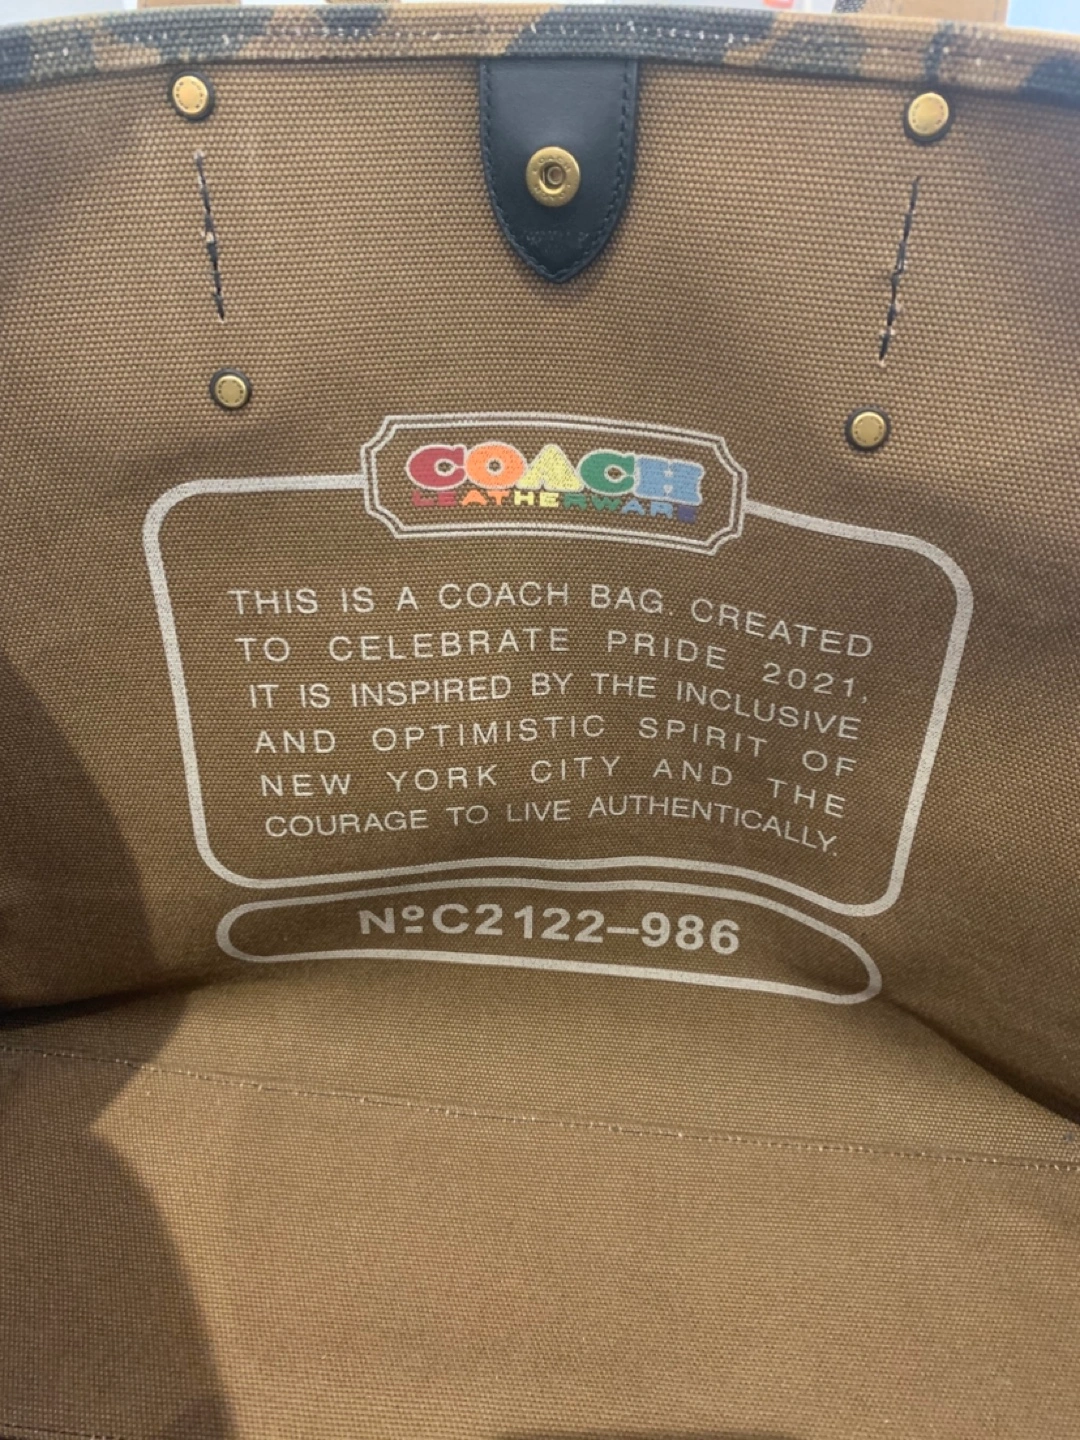 COACH
LEATHERWARE
THIS IS A COACH BAG. CREATED
TO CELEBRATE PRIDE 2021,
IT IS INSPIRED BY THE INCLUSIVE
AND OPTIMISTIC SPIRIT OF
NEW YORK CITY AND THE
COURAGE TO LIVE AUTHENTICALLY.
NºC2122–986